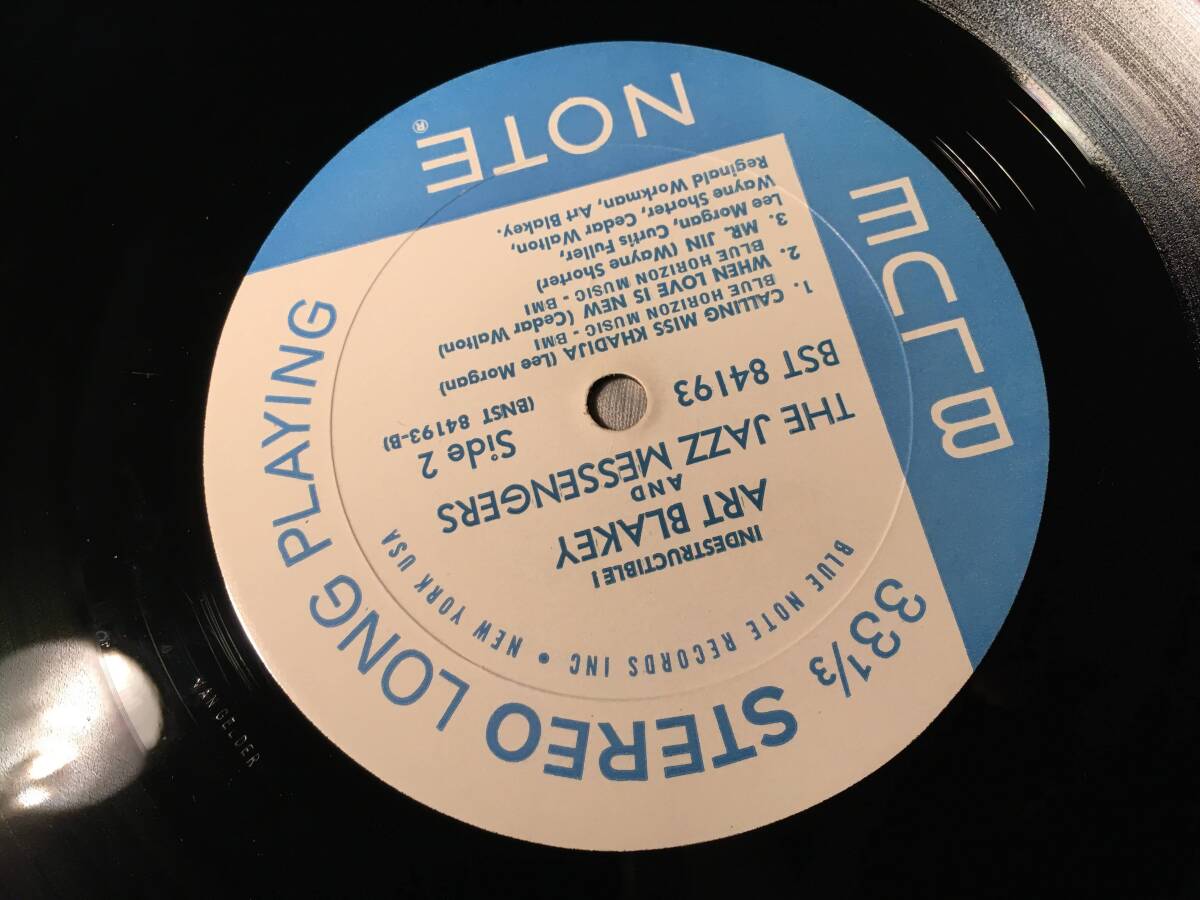 BLUE NOTE®
33 1/3 STEREO LONG PLAYING
BLUE NOTE RECORDS INC • NEW YORK USA
INDESTRUCTIBLE!
ART BLAKEY
AND
THE JAZZ MESSENGERS
BST 84193
Side 2
(BNST 84193-B)
1. CALLING MISS KHADIJA (Lee Morgan)
BLUE HORIZON MUSIC - BMI
2. WHEN LOVE IS NEW (Cedar Walton)
BLUE HORIZON MUSIC - BMI
3. MR. JIN (Wayne Shorter)
Lee Morgan, Curtis Fuller,
Wayne Shorter, Cedar Walton,
Reginald Workman, Art Blakey.
VAN GELDER